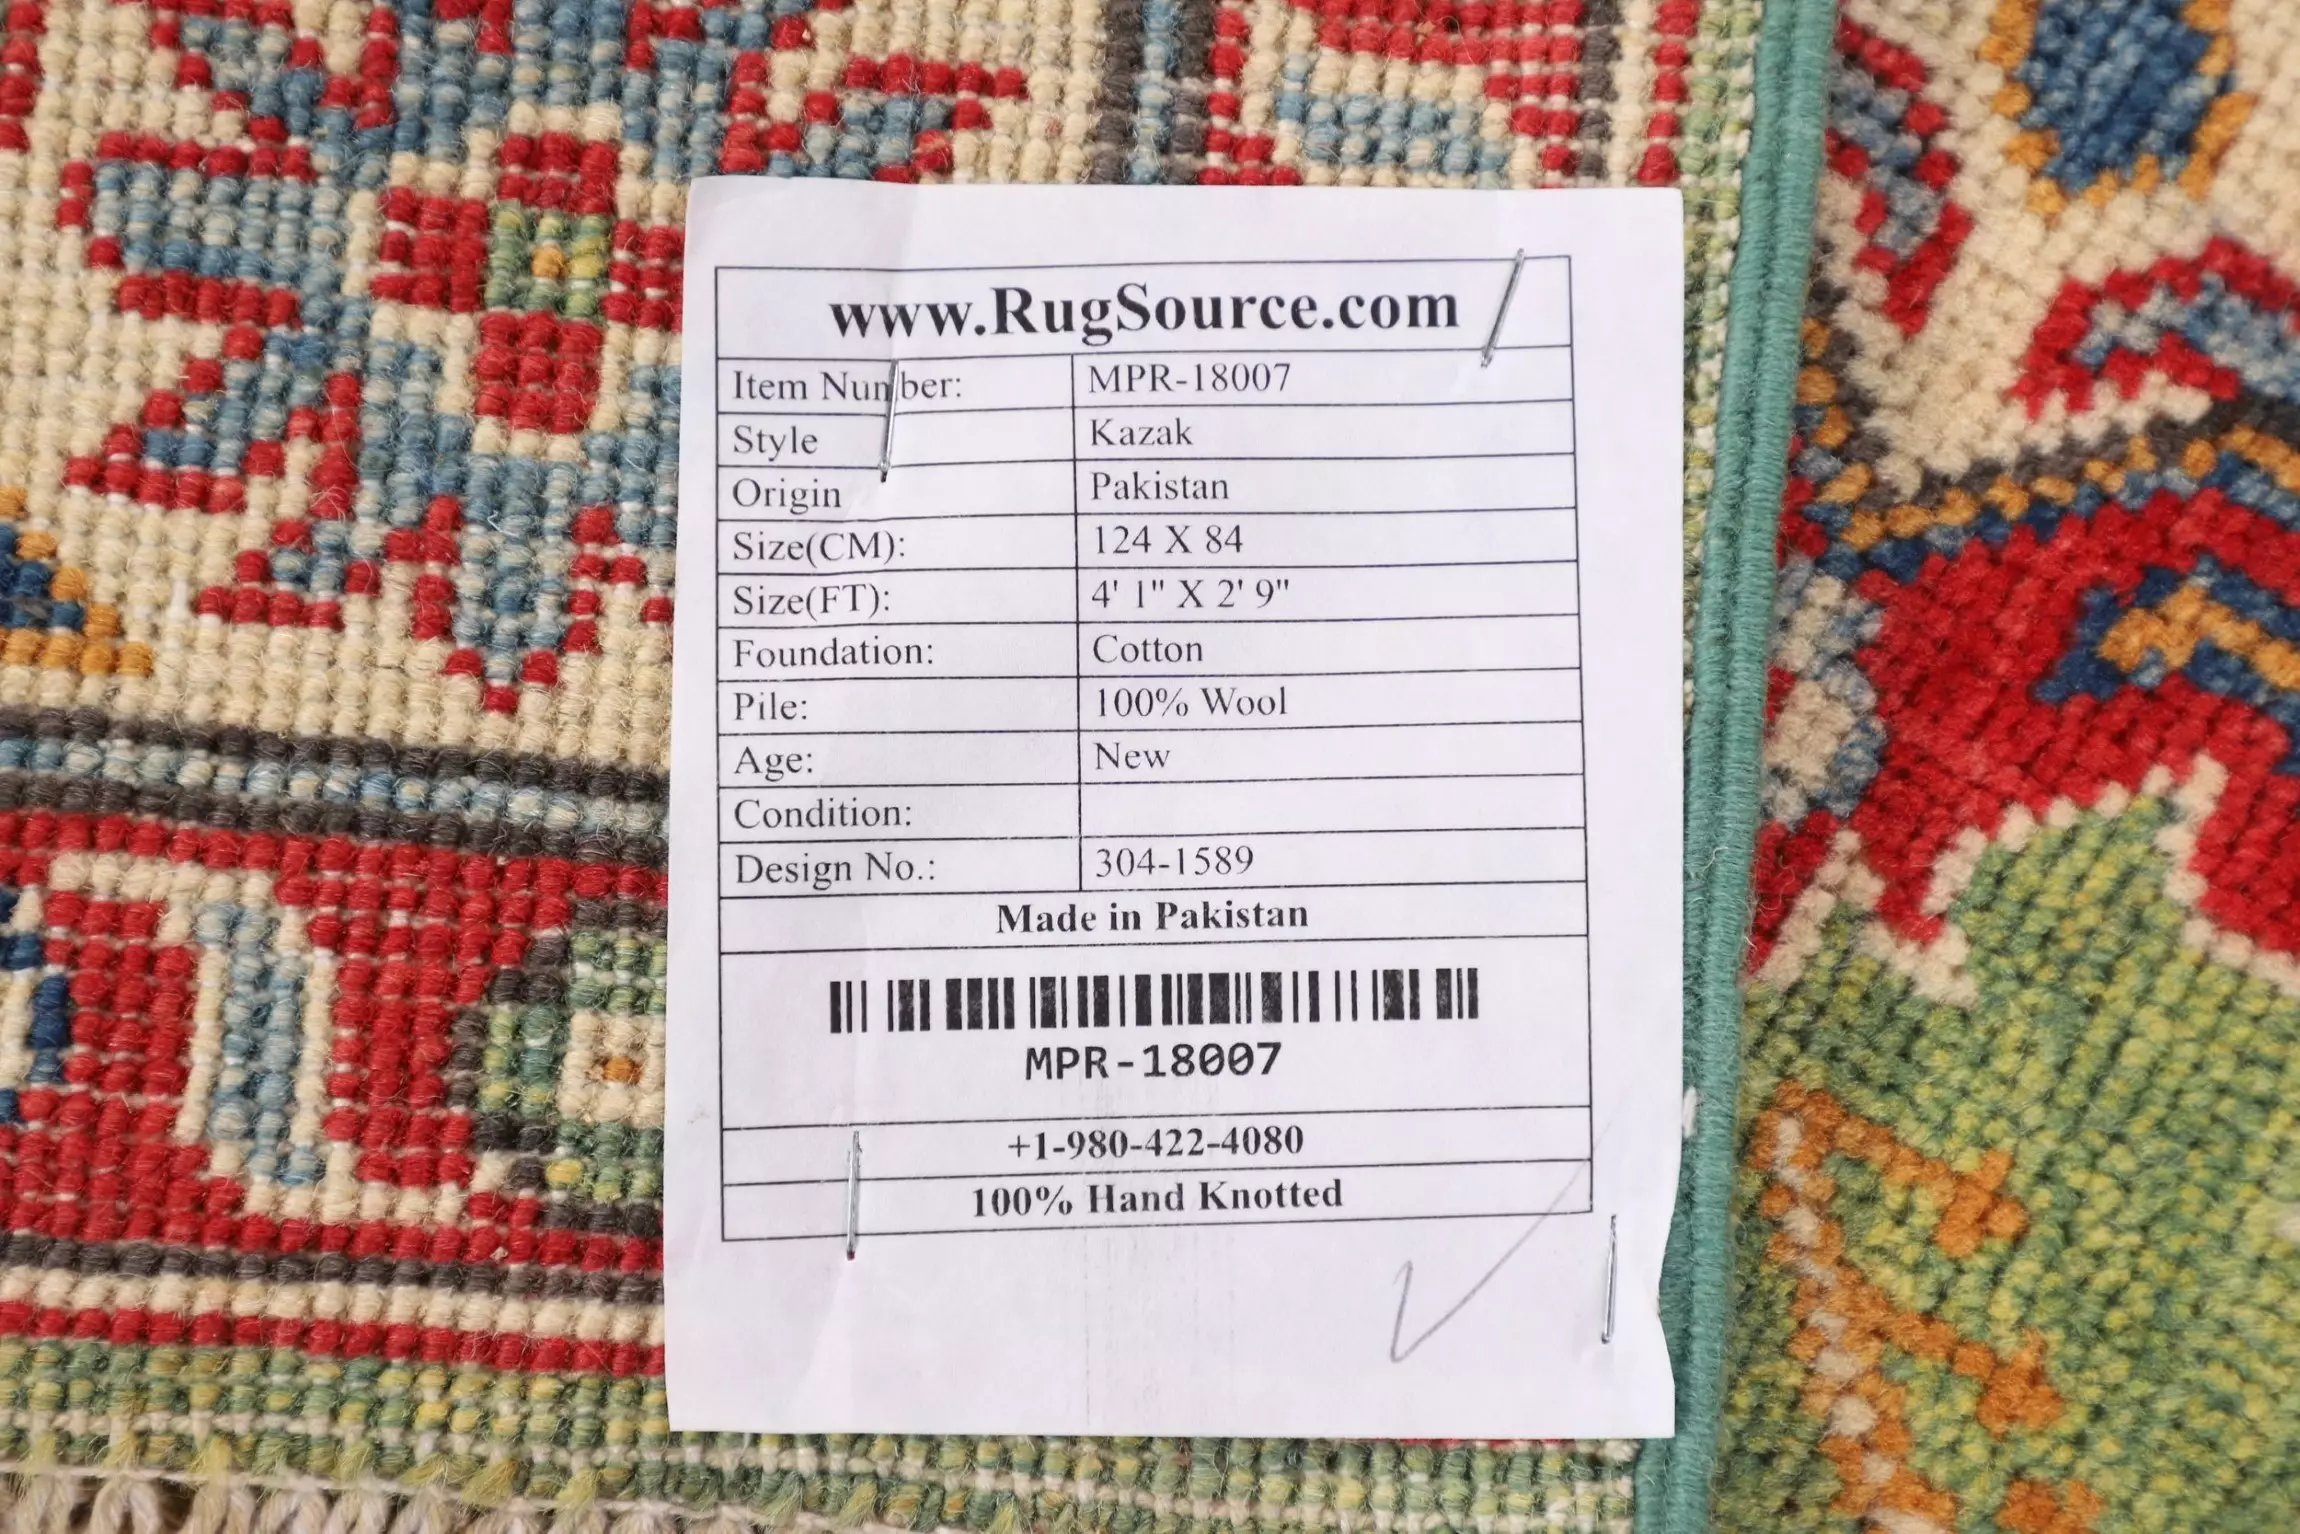 www.RugSource.com
Item Number: MPR-18007
Style Kazak
Origin Pakistan
Size(CM): 124 X 84
Size(FT): 4' 1" X 2' 9"
Foundation: Cotton
Pile: 100% Wool
Age: New
Condition:
Design No.: 304-1589
Made in Pakistan
MPR-18007
+1-980-422-4080
100% Hand Knotted